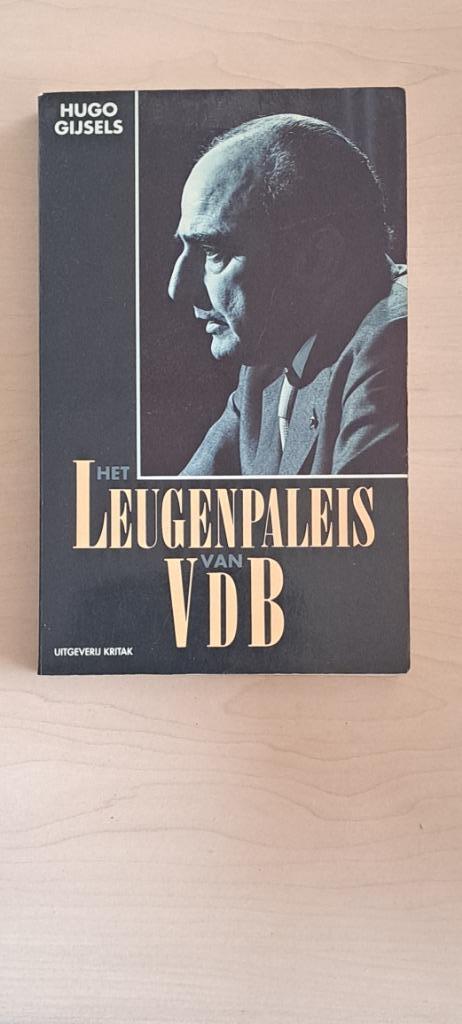 HUGO
GIJSELS
HET
LEUGENPALEIS
VAN
VDB
UITGEVERIJ KRITAK